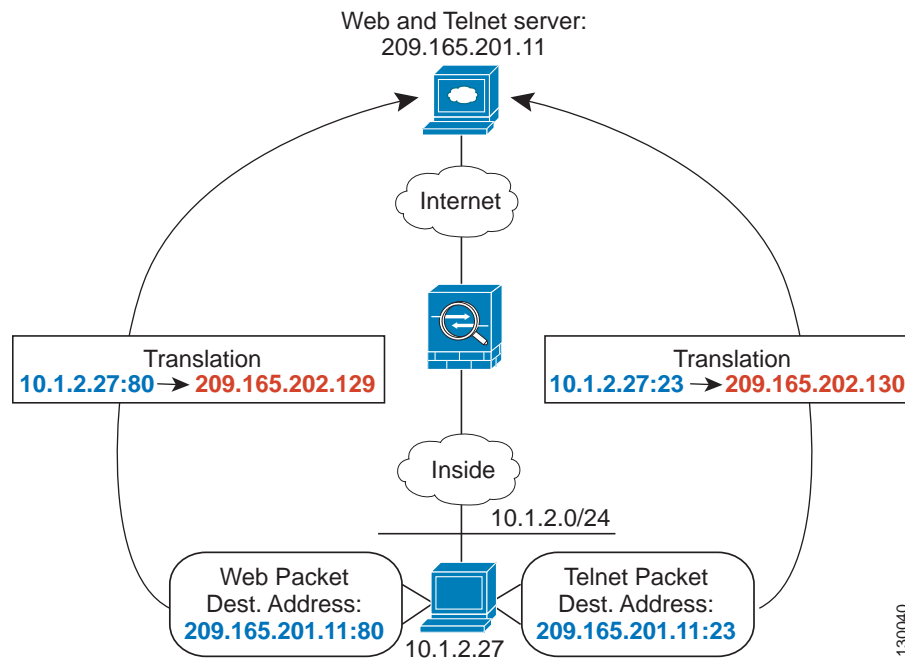 Web and Telnet server:
209.165.201.11
Internet
Translation
10.1.2.27:80 → 209.165.202.129
Translation
10.1.2.27:23 → 209.165.202.130
Inside
10.1.2.0/24
Web Packet
Dest. Address:
209.165.201.11:80
Telnet Packet
Dest. Address:
209.165.201.11:23
10.1.2.27
130040